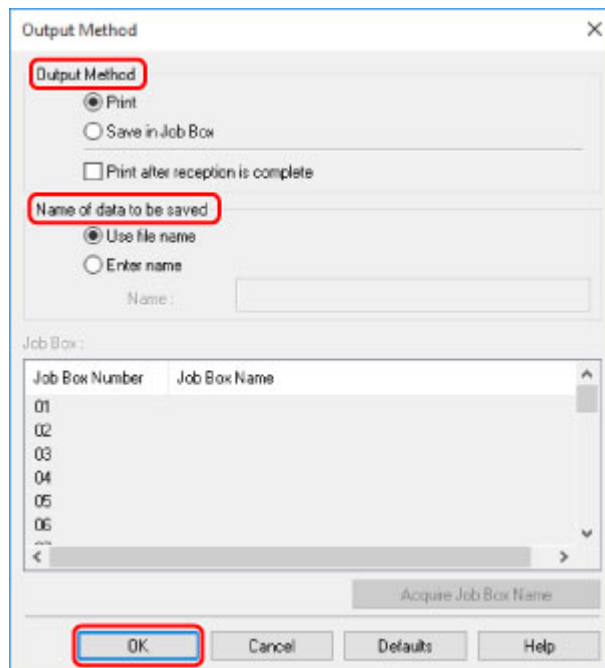 Output Method
Output Method
Print
Save in Job Box
Print after reception is complete
Name of data to be saved
Use file name
Enter name
Name :
Job Box :
Job Box Number Job Box Name
01
02
03
04
05
06
Acquire Job Box Name
OK Cancel Defaults Help